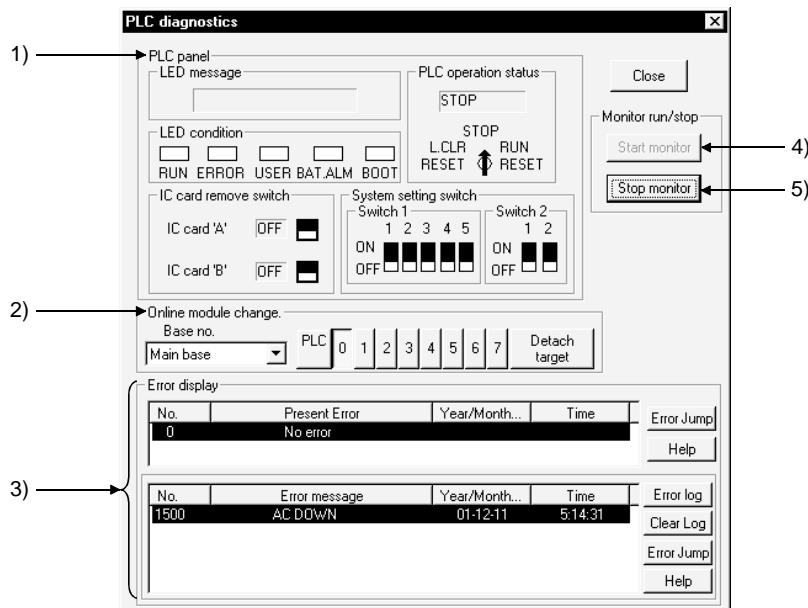 PLC diagnostics
1)
PLC panel
LED message
PLC operation status
STOP
Close
STOP
L.CLR RUN
RESET RESET
Monitor run/stop
Start monitor
4)
Stop monitor
5)
LED condition
RUN ERROR USER BAT.ALM BOOT
IC card remove switch
IC card 'A' OFF
IC card 'B' OFF
System setting switch
Switch 1
1 2 3 4 5
ON
OFF
Switch 2
1 2
ON
OFF
2)
Online module change.
Base no.
Main base
PLC 0 1 2 3 4 5 6 7
Detach
target
3)
Error display
No. Present Error Year/Month... Time
0 No error
Error Jump
Help
No. Error message Year/Month... Time
1500 AC DOWN 01-12-11 5:14:31
Error log
Clear Log
Error Jump
Help